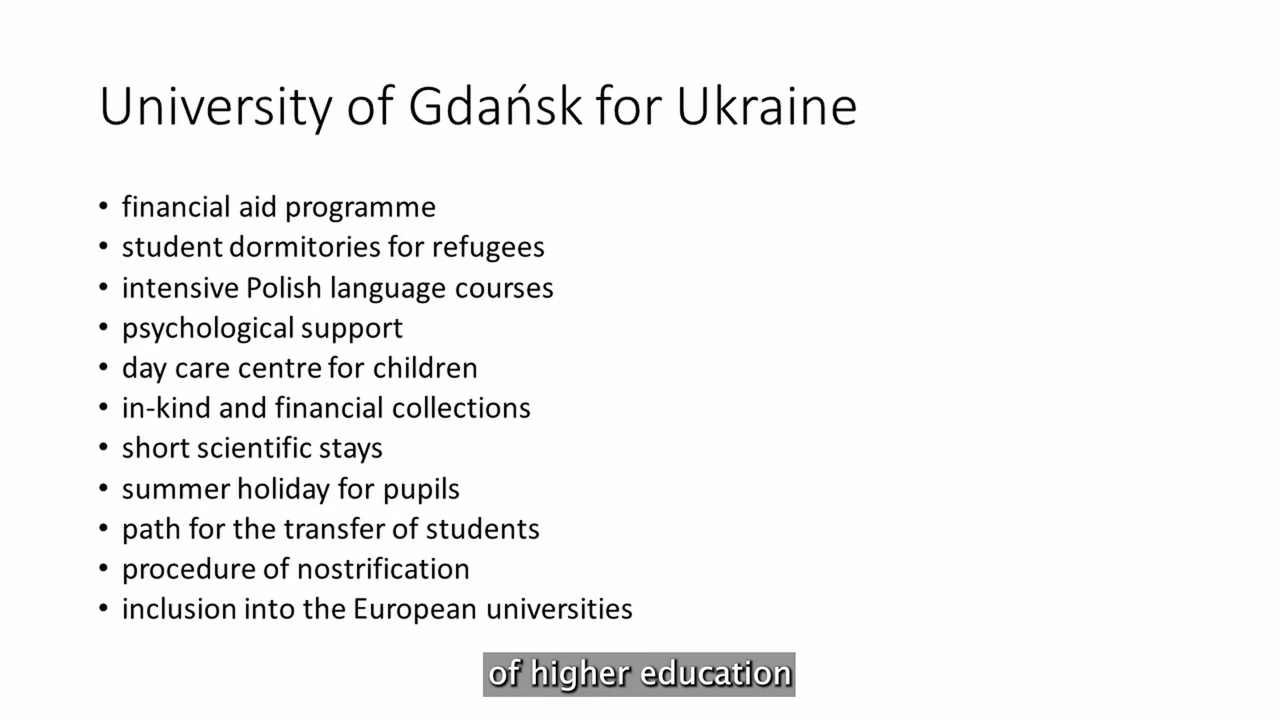 University of Gdańsk for Ukraine
• financial aid programme
• student dormitories for refugees
• intensive Polish language courses
• psychological support
• day care centre for children
• in-kind and financial collections
• short scientific stays
• summer holiday for pupils
• path for the transfer of students
• procedure of nostrification
• inclusion into the European universities
of higher education